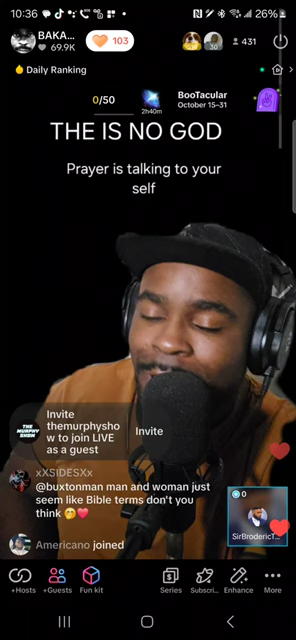 10:36
26%
BAKA...
69.9K
103
30
431
Daily Ranking
0/50
2h40m
BooTacular
October 15–31
THE IS NO GOD
Prayer is talking to your
self
THE
MURPHY
SHOW
Invite
themurphysho
w to join LIVE
as a guest
Invite
xXSIDESXx
@buxtonman man and woman just
seem like Bible terms don't you
think
0
SirBroderic T...
Americano joined
+Hosts
+Guests
Fun kit
Series
Subscri...
Enhance
More